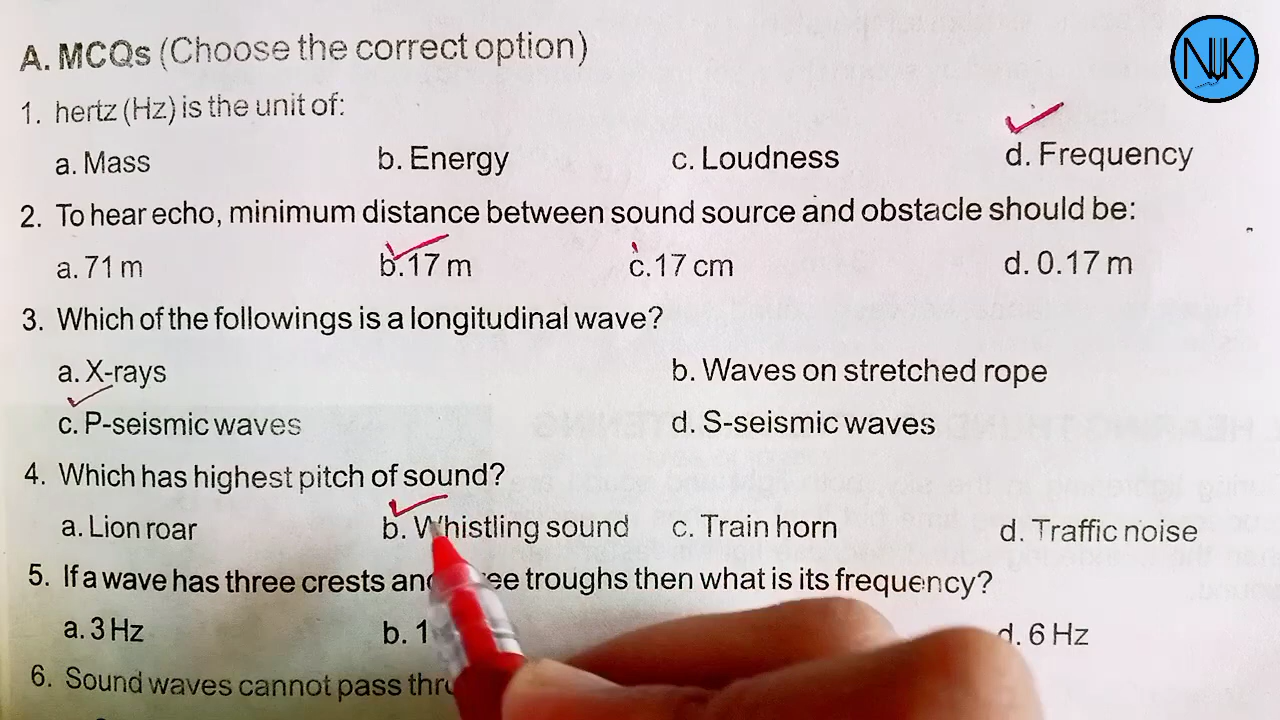 NJK
A. MCQs (Choose the correct option)
1. hertz (Hz) is the unit of:
a. Mass b. Energy c. Loudness d. Frequency
2. To hear echo, minimum distance between sound source and obstacle should be:
a. 71 m b. 17 m c. 17 cm d. 0.17 m
3. Which of the followings is a longitudinal wave?
a. X-rays b. Waves on stretched rope
c. P-seismic waves d. S-seismic waves
4. Which has highest pitch of sound?
a. Lion roar b. Whistling sound c. Train horn d. Traffic noise
5. If a wave has three crests troughs then what is its frequency?
a. 3 Hz b. 1 d. 6 Hz
6. Sound waves cannot pass